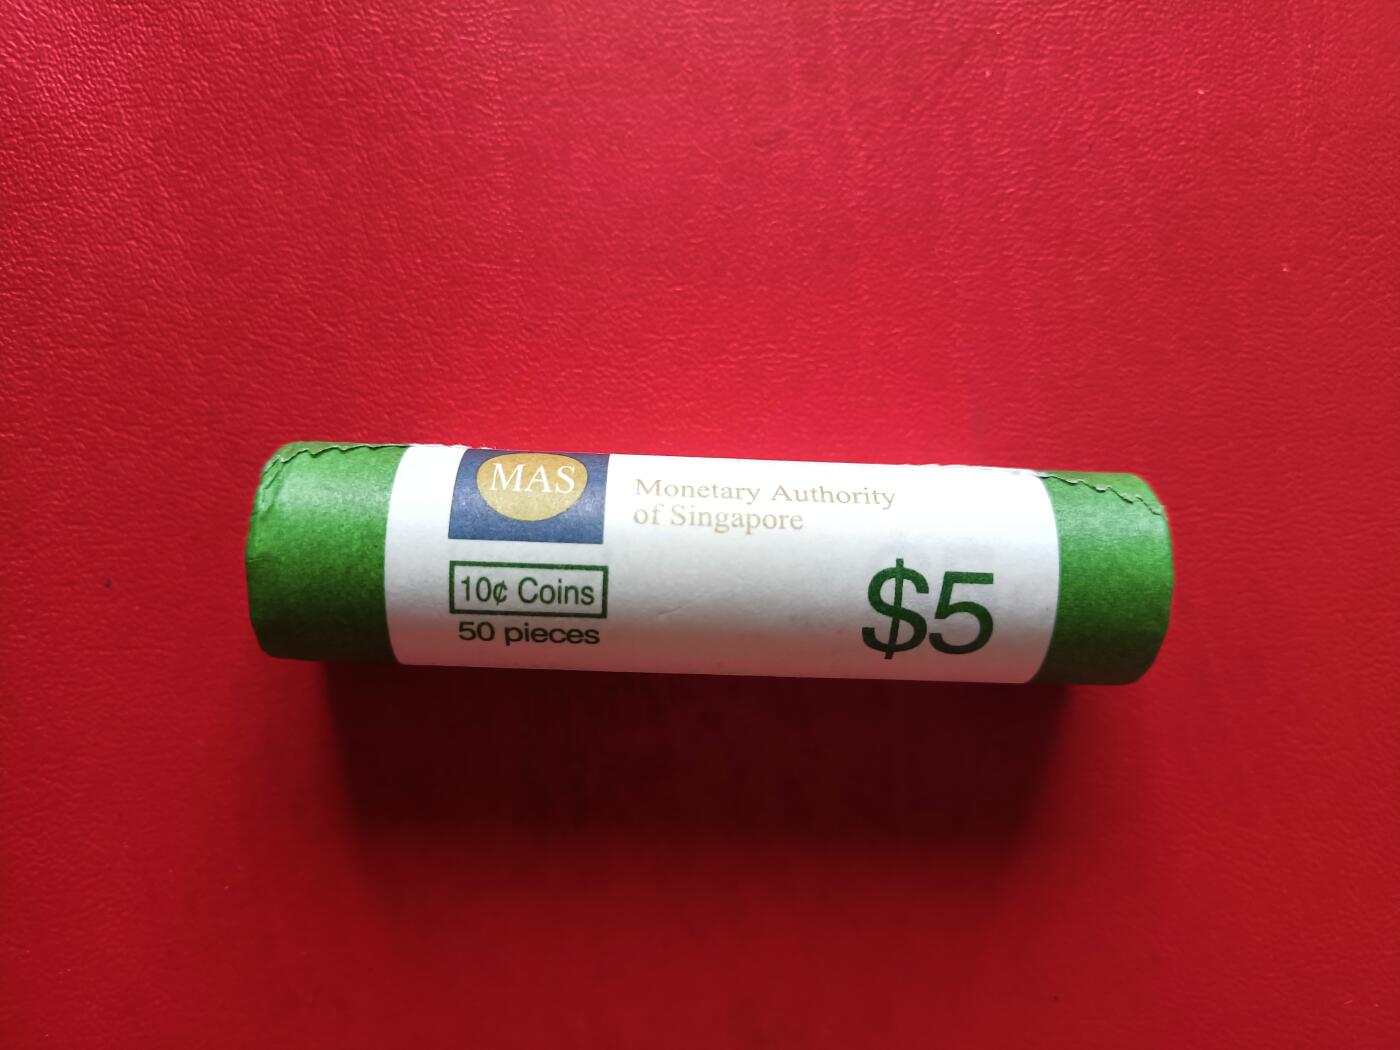 MAS
Monetary Authority
of Singapore
10¢ Coins
50 pieces
$5